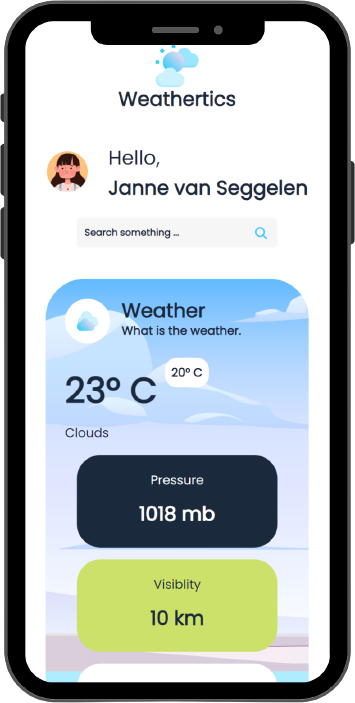 Weathertics
Hello,
Janne van Seggelen
Search something ...
Weather
What is the weather.
23° C
20° C
Clouds
Pressure
1018 mb
Visiblity
10 km